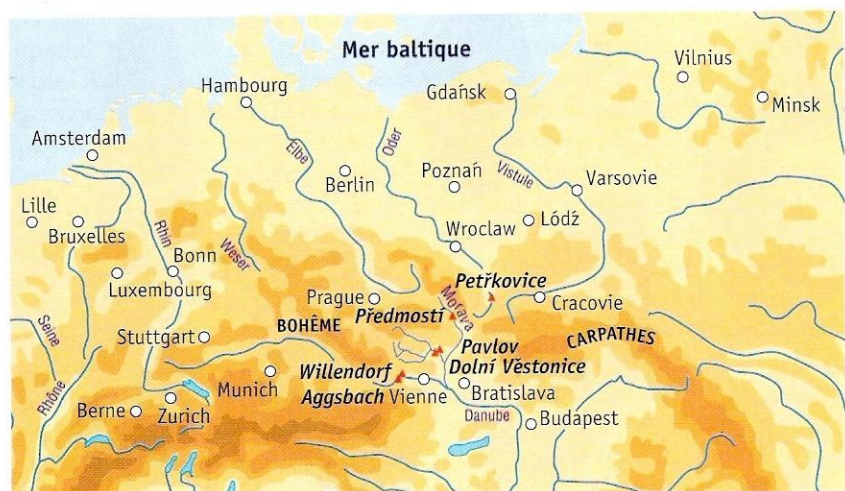 Mer baltique
Vilnius
Minsk
Hambourg
Gdańsk
Amsterdam
Elbe
Oder
Berlin
Poznań
Vistule
Varsovie
Lille
Bruxelles
Rhin
Weser
Bonn
Wroclaw
Łódź
Luxembourg
Petřkovice
Prague
Morava
Cracovie
Předmostí
BOHÊME
Seine
Stuttgart
CARPATHES
Pavlov
Dolní Věstonice
Willendorf
Aggsbach
Munich
Vienne
Bratislava
Rhône
Berne
Zurich
Danube
Budapest